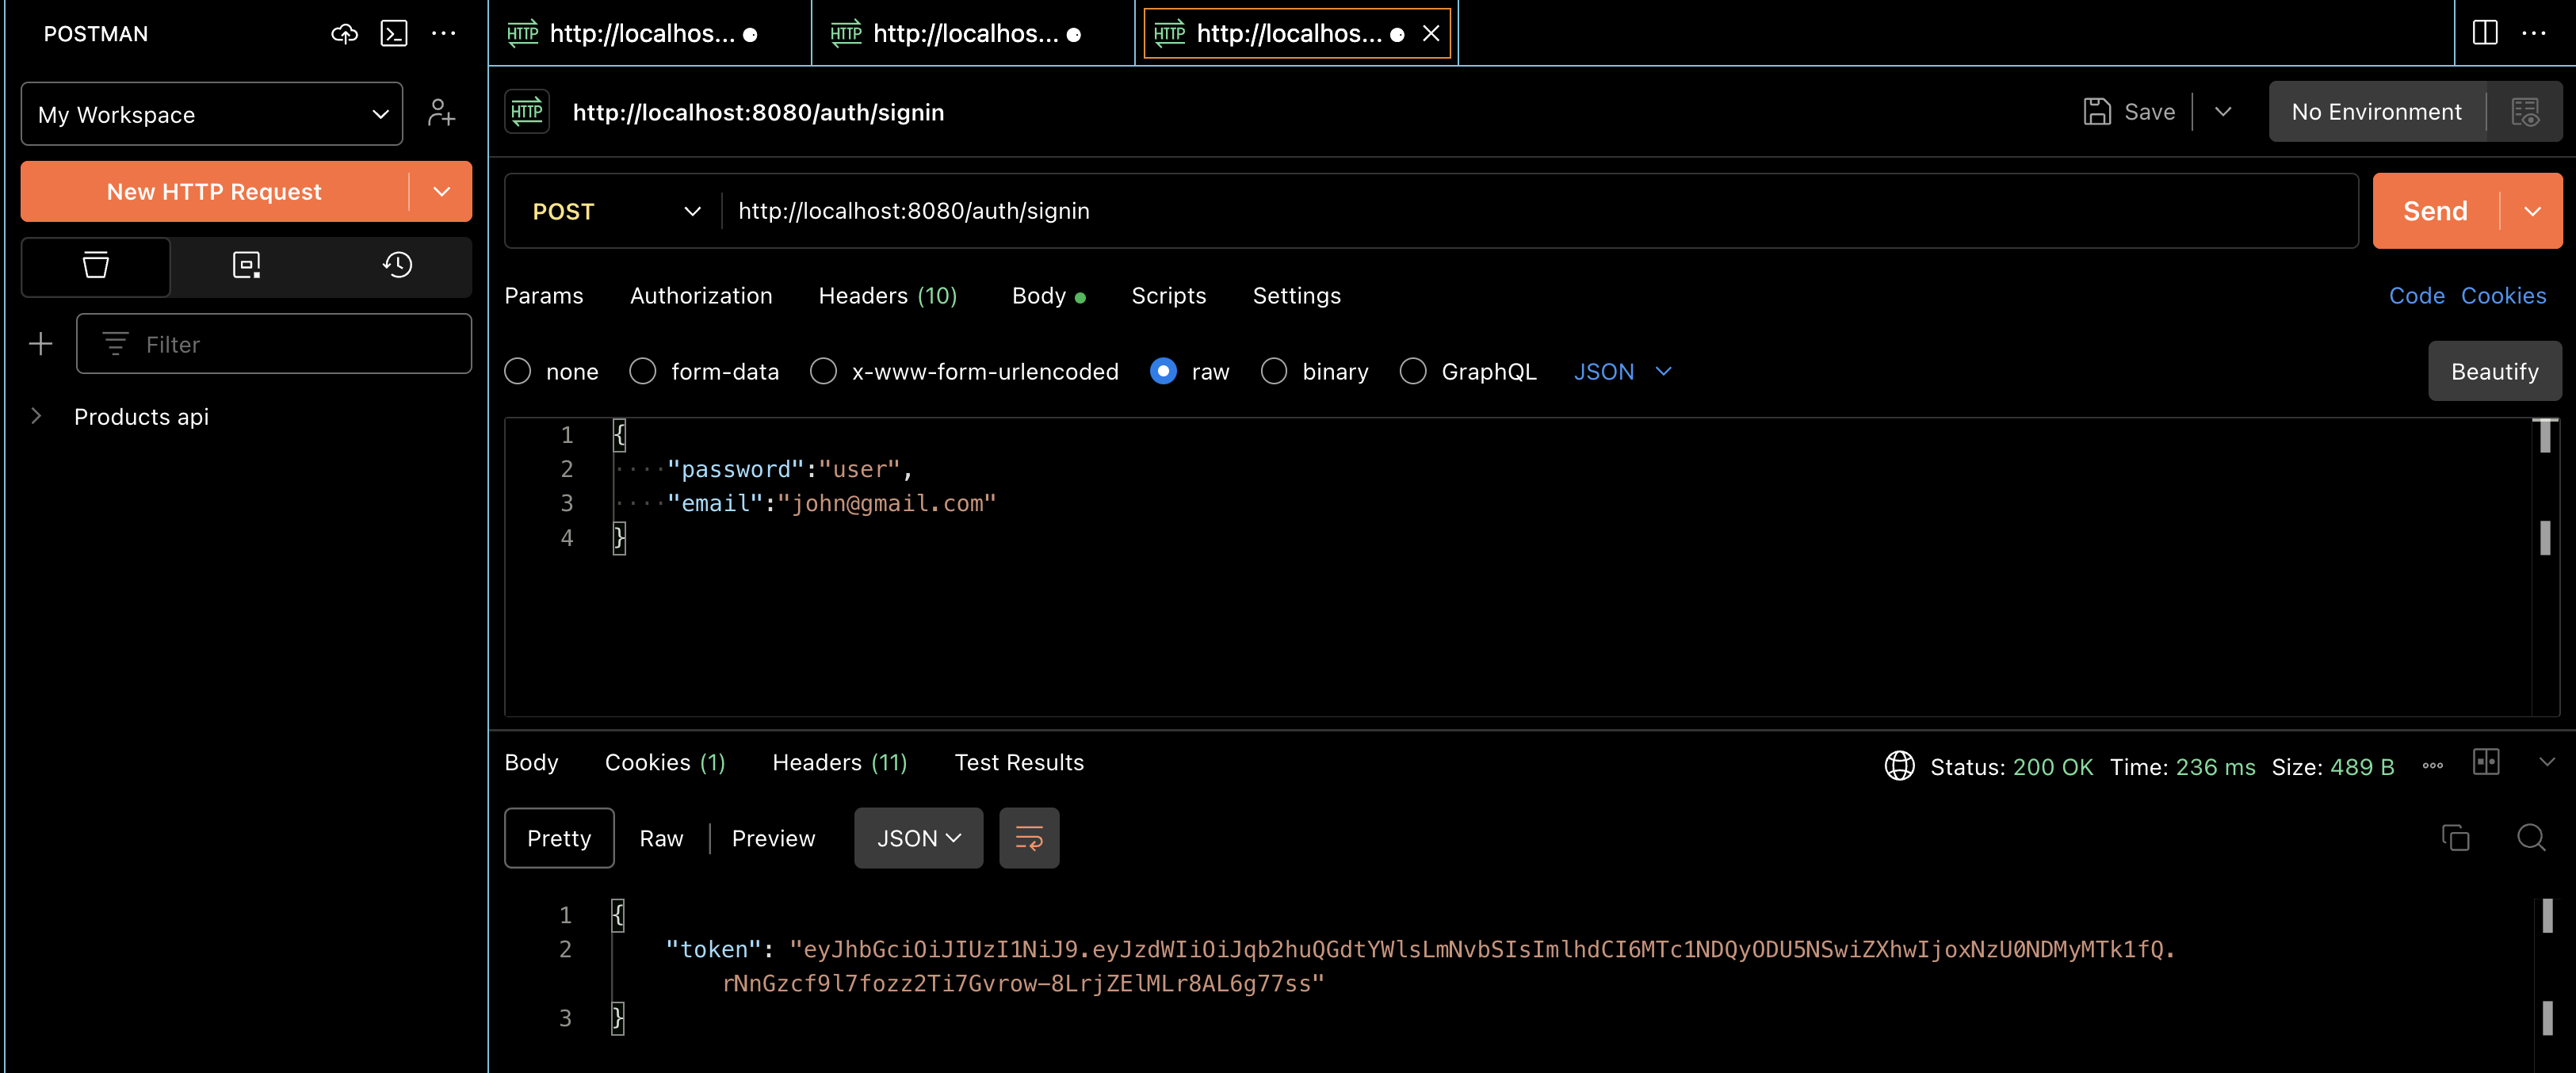 POSTMAN
My Workspace
New HTTP Request
Filter
Products api
HTTP http://localhos...
HTTP http://localhos...
HTTP http://localhos...
HTTP http://localhost:8080/auth/signin
Save
No Environment
POST http://localhost:8080/auth/signin
Send
Params Authorization Headers (10) Body Scripts Settings
Code Cookies
none form-data x-www-form-urlencoded raw binary GraphQL JSON
Beautify
1 {
2 ····"password":"user",
3 ····"email":"john@gmail.com"
4 }
Body Cookies (1) Headers (11) Test Results
Status: 200 OK Time: 236 ms Size: 489 B
Pretty Raw Preview JSON
1 {
2 "token": "eyJhbGciOiJIUzI1NiJ9.eyJzdWIiOiJqb2huQGdtYWlsLmNvbSIsImlhdCI6MTc1NDQyODU5NSwiZXhwIjoxNzU0NDMyMTk1fQ.
rNnGzcf9l7fozz2Ti7Gvrow-8LrjZElMLr8AL6g77ss"
3 }